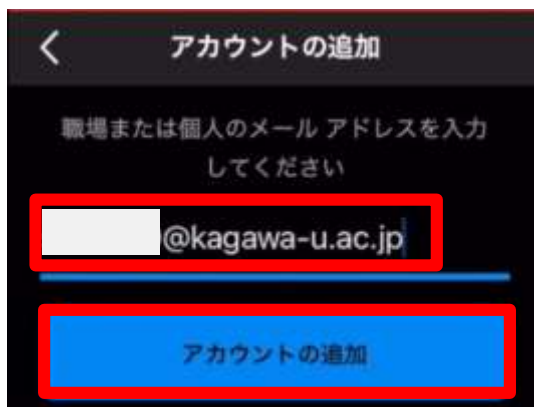 アカウントの追加
職場または個人のメール アドレスを入力
してください
@kagawa-u.ac.jp
アカウントの追加